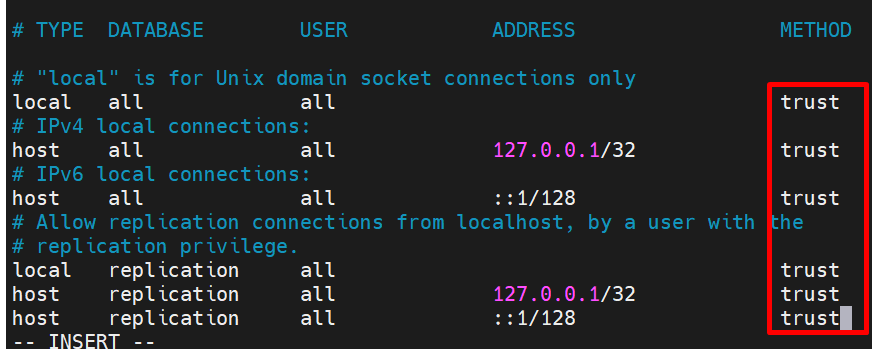 # TYPE  DATABASE        USER            ADDRESS                 METHOD
# "local" is for Unix domain socket connections only
local   all             all                                     trust
# IPv4 local connections:
host    all             all             127.0.0.1/32            trust
# IPv6 local connections:
host    all             all             ::1/128                 trust
# Allow replication connections from localhost, by a user with the
# replication privilege.
local   replication     all                                     trust
host    replication     all             127.0.0.1/32            trust
host    replication     all             ::1/128                 trust
-- INSERT --